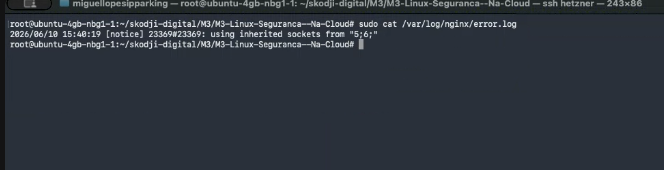 miguellopesipparking — root@ubuntu-4gb-nbg1-1: ~/skodji-digital/M3/M3-Linux-Seguranca--Na-Cloud — ssh hetzner — 243×86
root@ubuntu-4gb-nbg1-1:~/skodji-digital/M3/M3-Linux-Seguranca--Na-Cloud# sudo cat /var/log/nginx/error.log
2026/06/10 15:40:19 [notice] 23369#23369: using inherited sockets from "5;6;"
root@ubuntu-4gb-nbg1-1:~/skodji-digital/M3/M3-Linux-Seguranca--Na-Cloud#